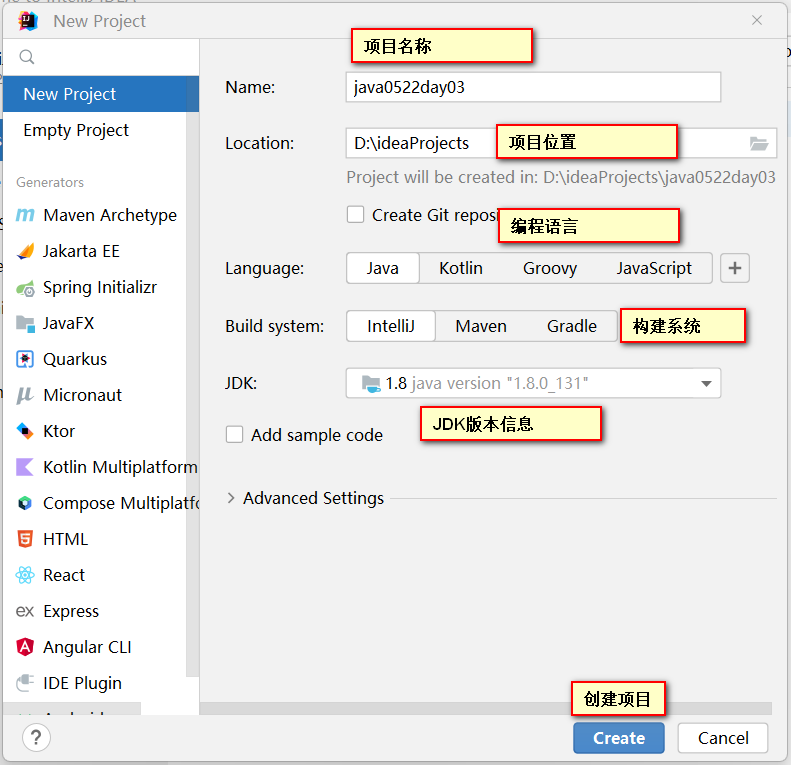 New Project
项目名称
New Project
Empty Project
Generators
Maven Archetype
Jakarta EE
Spring Initializr
JavaFX
Quarkus
Micronaut
Ktor
Kotlin Multiplatform
Compose Multiplatfo
HTML
React
Express
Angular CLI
IDE Plugin
Name:
java0522day03
Location:
D:\ideaProjects
项目位置
Project will be created in: D:\ideaProjects\java0522day03
Create Git repos
编程语言
Language:
Java Kotlin Groovy JavaScript +
Build system:
IntelliJ Maven Gradle
构建系统
JDK:
1.8 java version "1.8.0_131"
JDK版本信息
Add sample code
Advanced Settings
创建项目
?
Create
Cancel